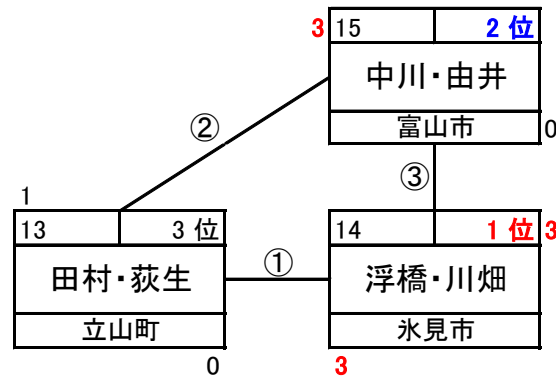 3 15 2 位
中川・由井
富山市 0
②
③
1
13 3 位
田村・荻生
立山町
0
①
14 1 位 3
浮橋・川畑
氷見市
3